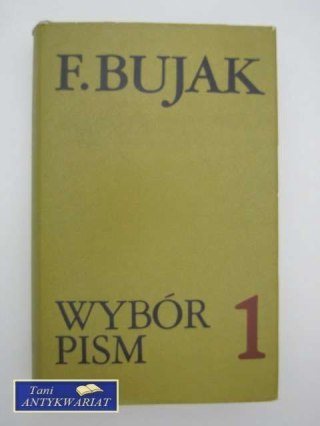 F. BUJAK
WYBÓR
PISM
1
Tani
ANTYKWARIAT